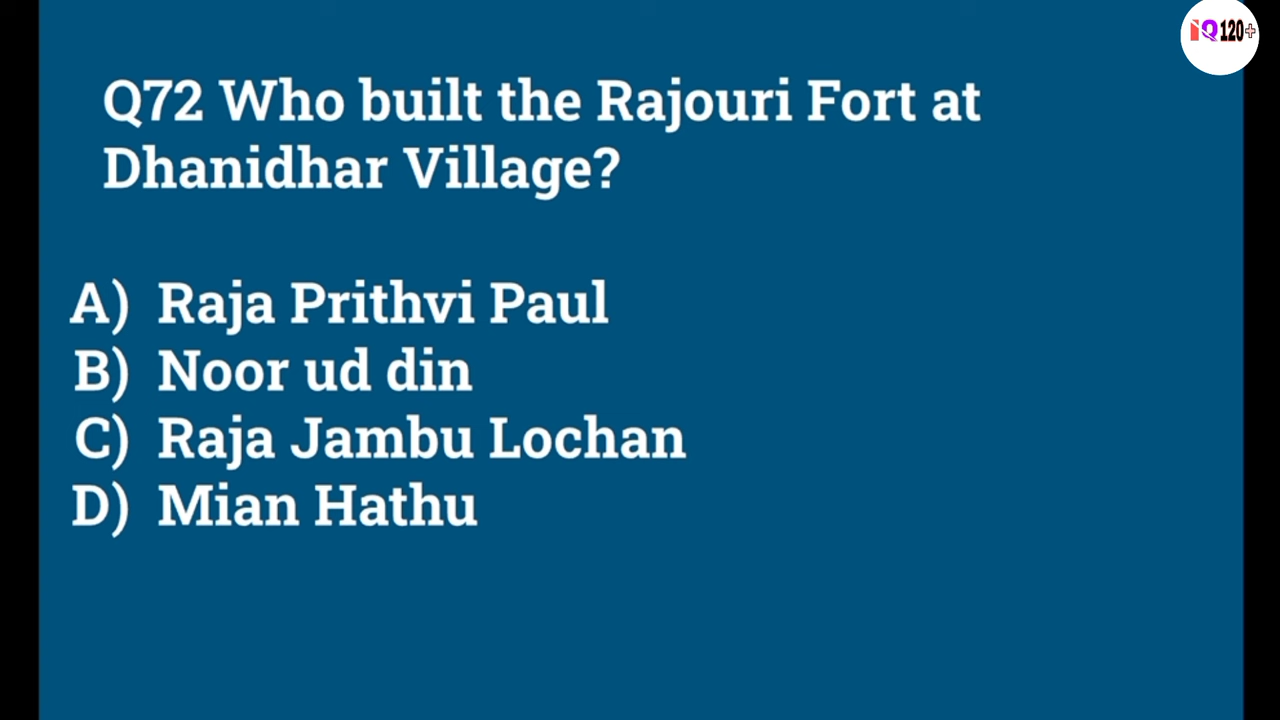 iQ120+
Q72 Who built the Rajouri Fort at
Dhanidhar Village?
A) Raja Prithvi Paul
B) Noor ud din
C) Raja Jambu Lochan
D) Mian Hathu